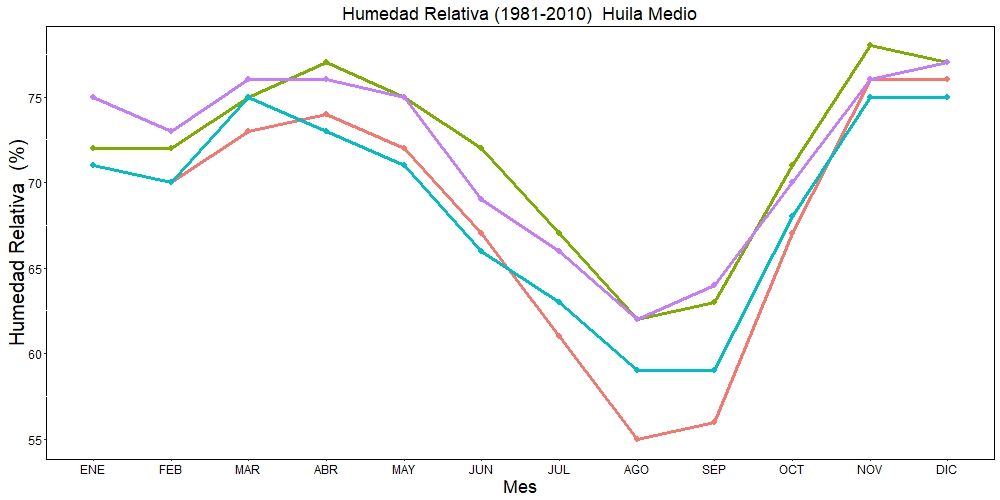 Humedad Relativa (1981-2010)  Huila Medio
Humedad Relativa  (%)
75
70
65
60
55
ENE FEB MAR ABR MAY JUN JUL AGO SEP OCT NOV DIC
Mes